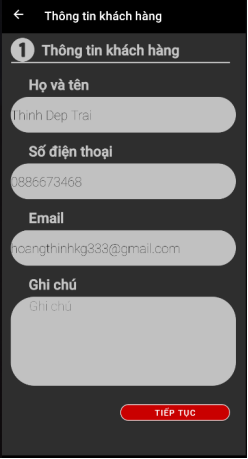 Thông tin khách hàng
1 Thông tin khách hàng
Họ và tên
Thinh Dep Trai
Số điện thoại
0886673468
Email
hoangthinhkg333@gmail.com
Ghi chú
Ghi chú
TIẾP TỤC